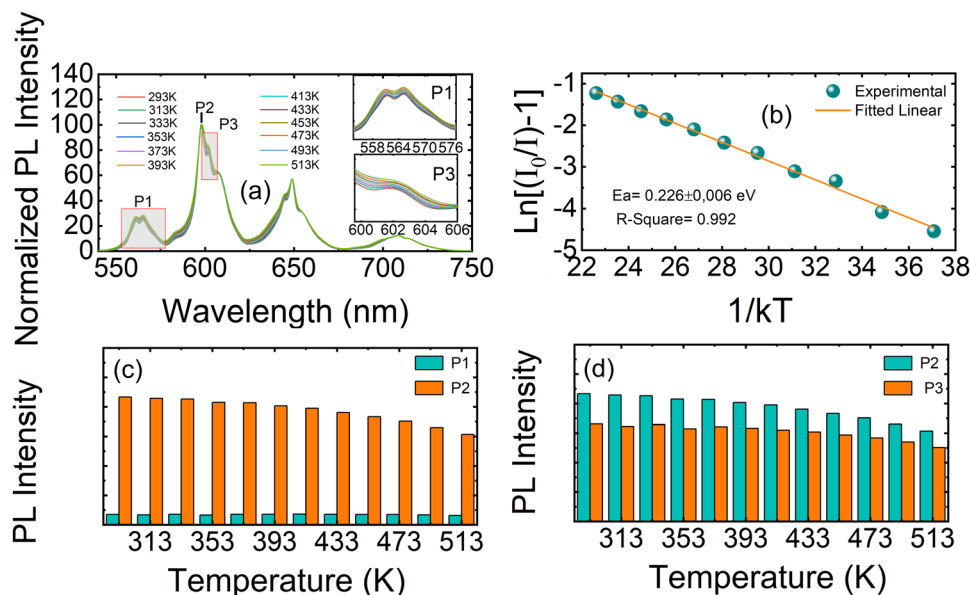 Normalized PL Intensity
140
120
100
80
60
40
20
0
293K
313K
333K
353K
373K
393K
413K
433K
453K
473K
493K
513K
P2
P3
P1
(a)
P1
558 564 570 576
P3
600 602 604 606
550 600 650 700 750
Wavelength (nm)
Ln[(I₀/I)-1]
-1
-2
-3
-4
-5
Experimental
Fitted Linear
(b)
Ea= 0.226±0,006 eV
R-Square= 0.992
22 24 26 28 30 32 34 36 38
1/kT
PL Intensity
(c)
P1
P2
313 353 393 433 473 513
Temperature (K)
PL Intensity
(d)
P2
P3
313 353 393 433 473 513
Temperature (K)